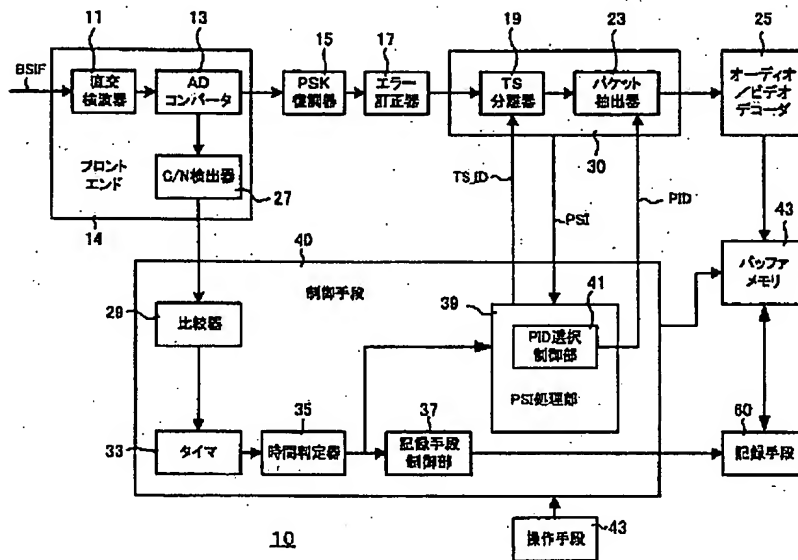 11
13
15
17
19
23
25
BSIF
直交
検波器
AD
コンバータ
PSK
復調器
エラー
訂正器
TS
分離器
パケット
抽出器
オーディオ
/ビデオ
デコーダ
フロント
エンド
C/N検出器
27
14
30
TS_ID
PSI
PID
40
43
制御手段
バッファ
メモリ
29
比較器
39
41
PID選択
制御部
PSI処理部
33
タイマ
35
時間判定器
37
記録手段
制御部
60
記録手段
10
操作手段
43